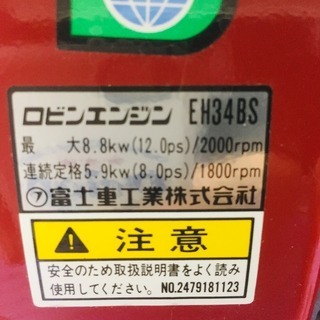 ロビンエンジン EH34BS
最 大8.8kw(12.0ps)/2000rpm
連続定格5.9kw(8.0ps)/1800rpm
富士重工業株式会社
注意
安全のため取扱説明書をよく読み
使用してください。 NO.2479181123